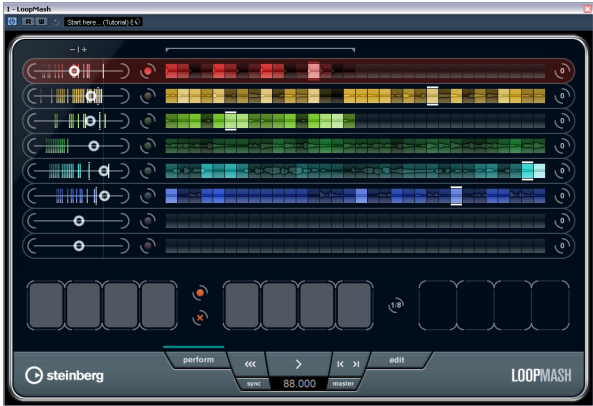 1 - LoopMash
R W Start here... (Tutorial)
- | +
0
0
0
0
0
0
0
0
1/8
perform edit
sync 88.000 master
steinberg LOOPMASH